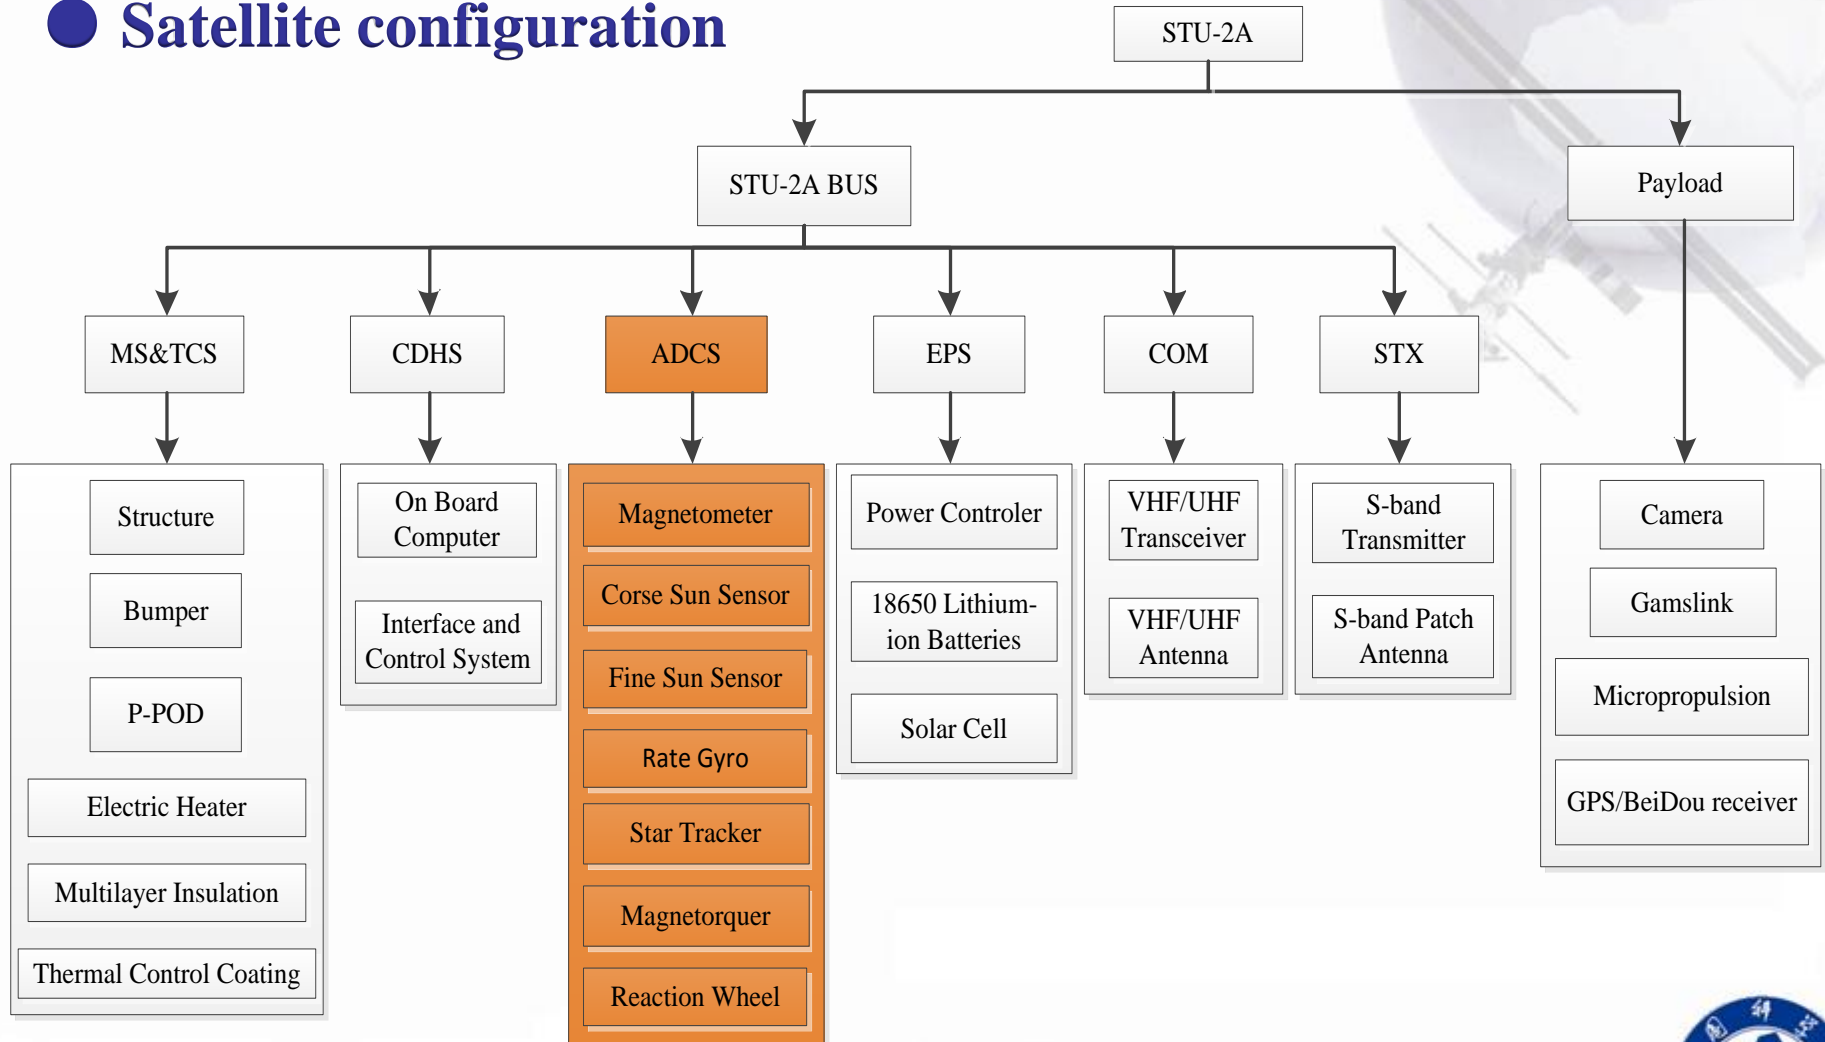 Satellite configuration
STU-2A
STU-2A BUS
Payload
MS&TCS
CDHS
ADCS
EPS
COM
STX
Structure
Bumper
P-POD
Electric Heater
Multilayer Insulation
Thermal Control Coating
On Board
Computer
Interface and
Control System
Magnetometer
Corse Sun Sensor
Fine Sun Sensor
Rate Gyro
Star Tracker
Magnetorquer
Reaction Wheel
Power Controler
18650 Lithium-
ion Batteries
Solar Cell
VHF/UHF
Transceiver
VHF/UHF
Antenna
S-band
Transmitter
S-band Patch
Antenna
Camera
Gamslink
Micropropulsion
GPS/BeiDou receiver